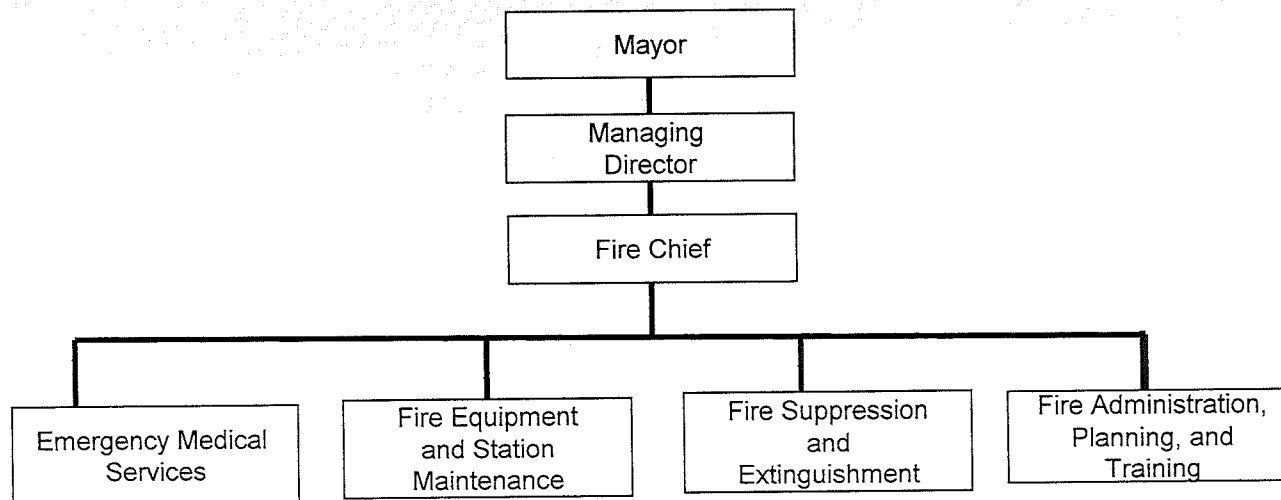 Mayor
Managing
Director
Fire Chief
Emergency Medical
Services
Fire Equipment
and Station
Maintenance
Fire Suppression
and
Extinguishment
Fire Administration,
Planning, and
Training